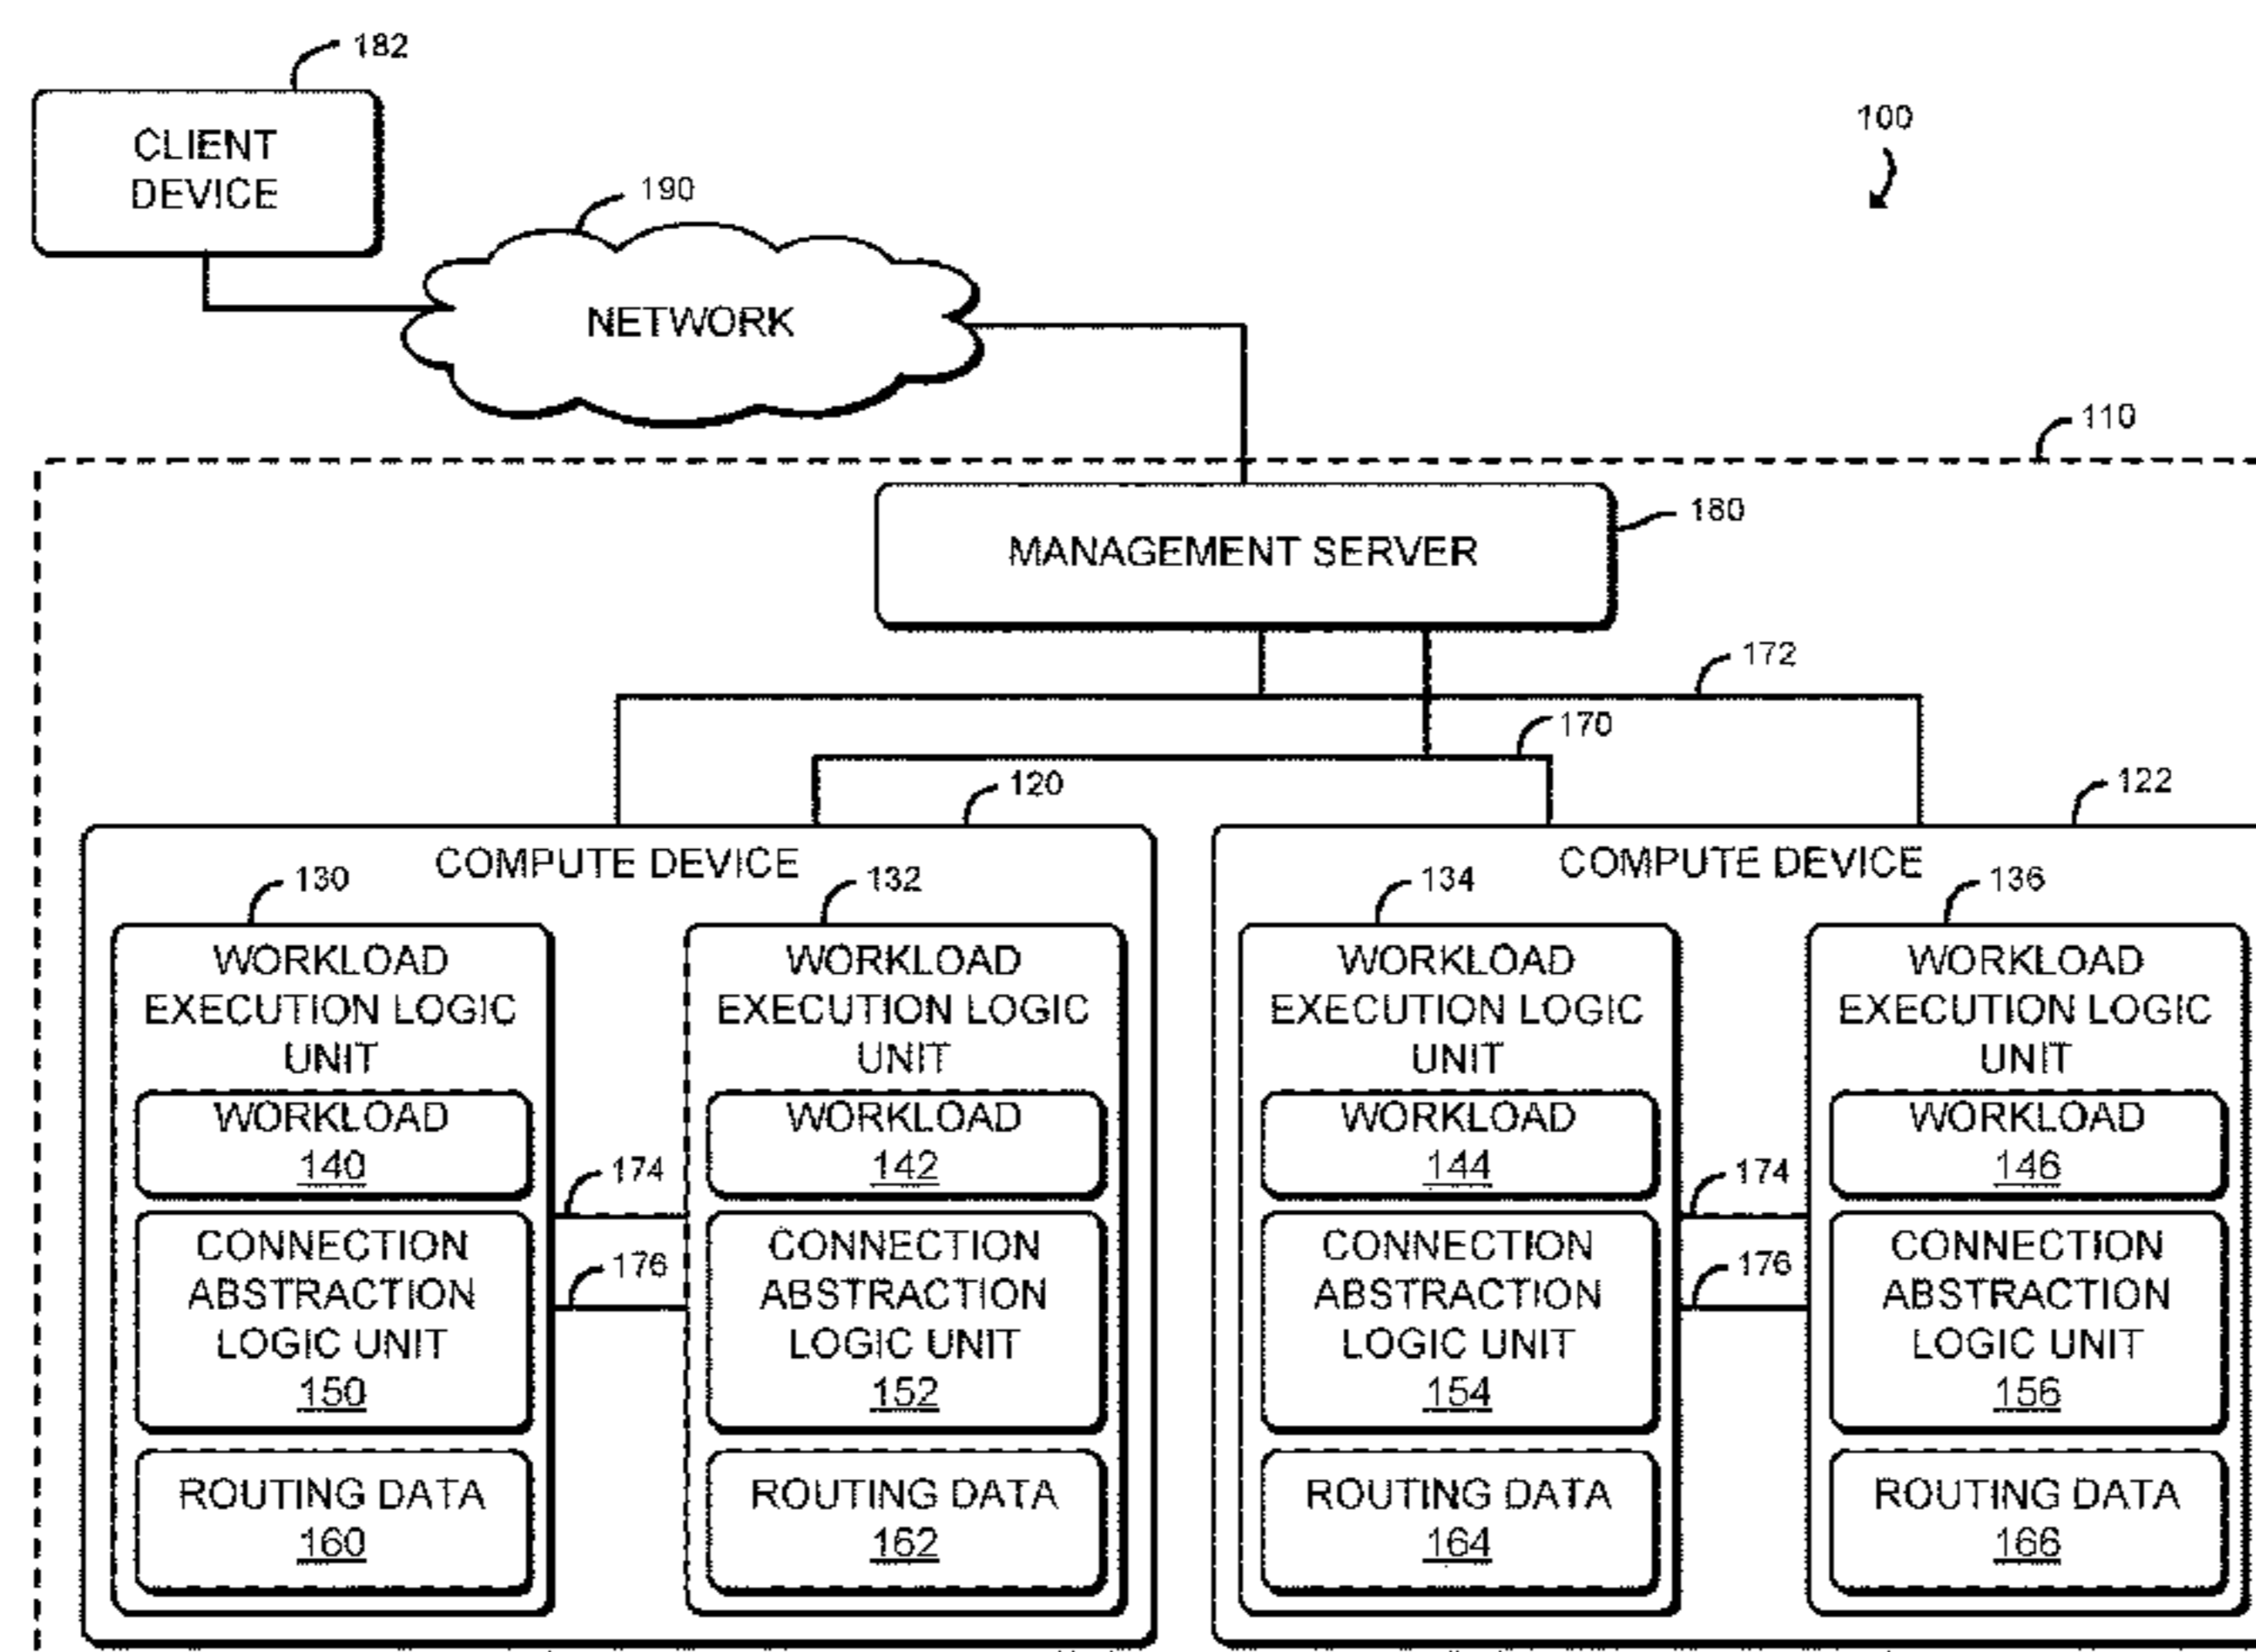 182
CLIENT
DEVICE
100
190
NETWORK
110
MANAGEMENT SERVER
180
172
170
120
122
COMPUTE DEVICE
130
132
WORKLOAD
EXECUTION LOGIC
UNIT
WORKLOAD
140
CONNECTION
ABSTRACTION
LOGIC UNIT
150
ROUTING DATA
160
174
176
WORKLOAD
EXECUTION LOGIC
UNIT
WORKLOAD
142
CONNECTION
ABSTRACTION
LOGIC UNIT
152
ROUTING DATA
162
COMPUTE DEVICE
134
136
WORKLOAD
EXECUTION LOGIC
UNIT
WORKLOAD
144
CONNECTION
ABSTRACTION
LOGIC UNIT
154
ROUTING DATA
164
174
176
WORKLOAD
EXECUTION LOGIC
UNIT
WORKLOAD
146
CONNECTION
ABSTRACTION
LOGIC UNIT
156
ROUTING DATA
166